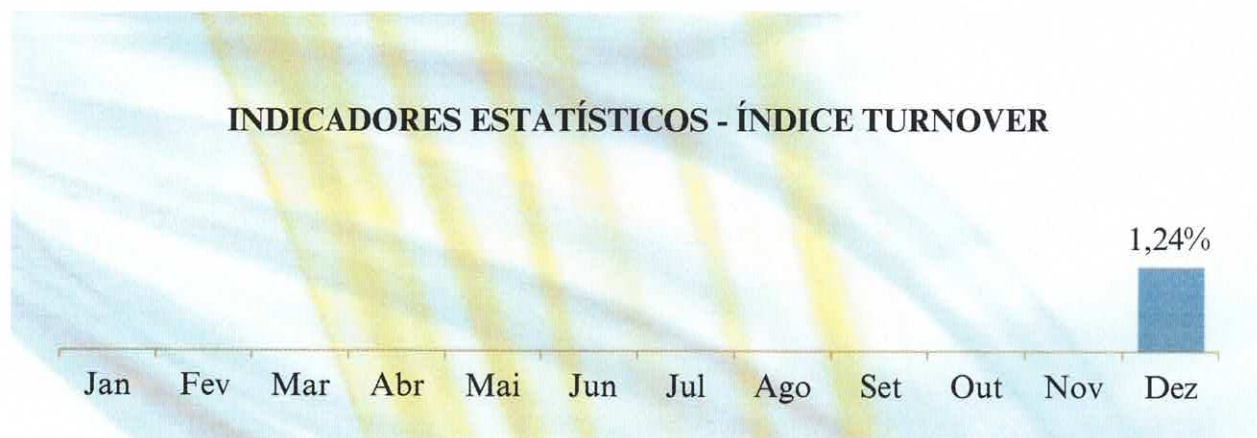 INDICADORES ESTATÍSTICOS - ÍNDICE TURNOVER
1,24%
Jan Fev Mar Abr Mai Jun Jul Ago Set Out Nov Dez